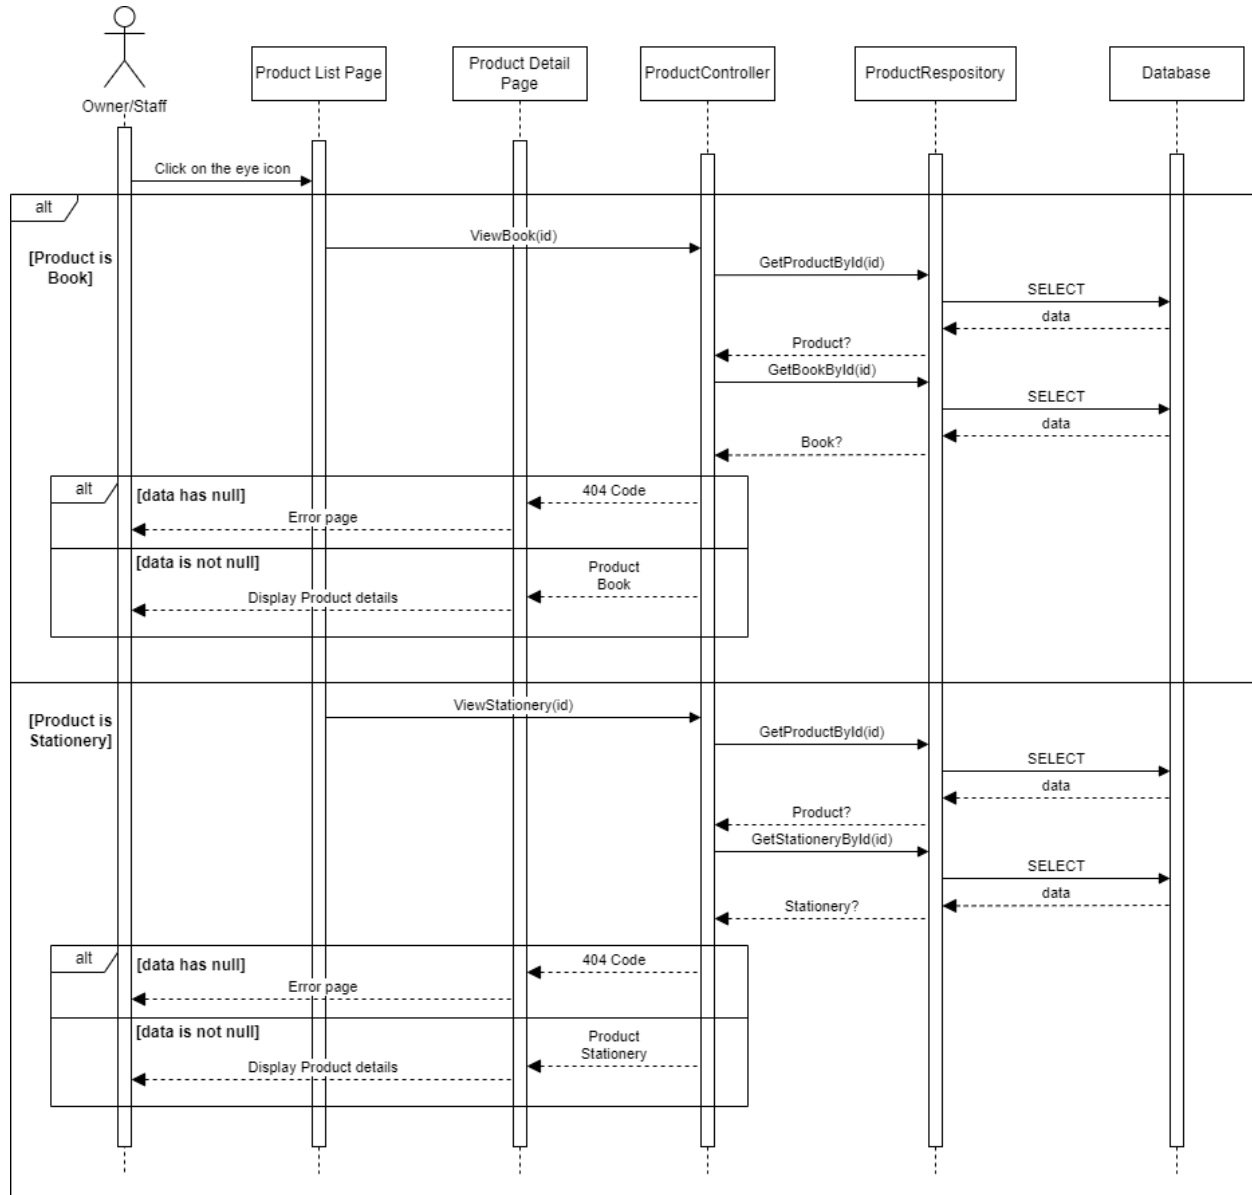 Owner/Staff
Product List Page
Product Detail
Page
ProductController
ProductRespository
Database
Click on the eye icon
alt
[Product is
Book]
ViewBook(id)
GetProductById(id)
SELECT
data
Product?
GetBookById(id)
SELECT
data
Book?
alt
[data has null]
404 Code
Error page
[data is not null]
Product
Book
Display Product details
[Product is
Stationery]
ViewStationery(id)
GetProductById(id)
SELECT
data
Product?
GetStationeryById(id)
SELECT
data
Stationery?
alt
[data has null]
404 Code
Error page
[data is not null]
Product
Stationery
Display Product details